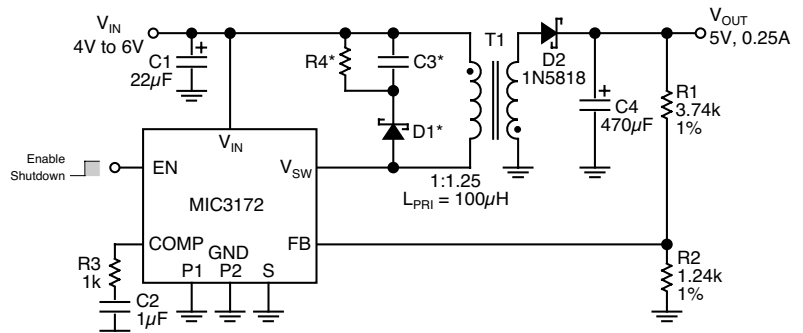 V_IN
4V to 6V
C1
22µF
R4*
C3*
D1*
T1
D2
1N5818
V_OUT
5V, 0.25A
C4
470µF
R1
3.74k
1%
V_IN
Enable
Shutdown
EN
V_SW
MIC3172
1:1.25
L_PRI = 100µH
COMP
GND
FB
P1
P2
S
R3
1k
C2
1µF
R2
1.24k
1%